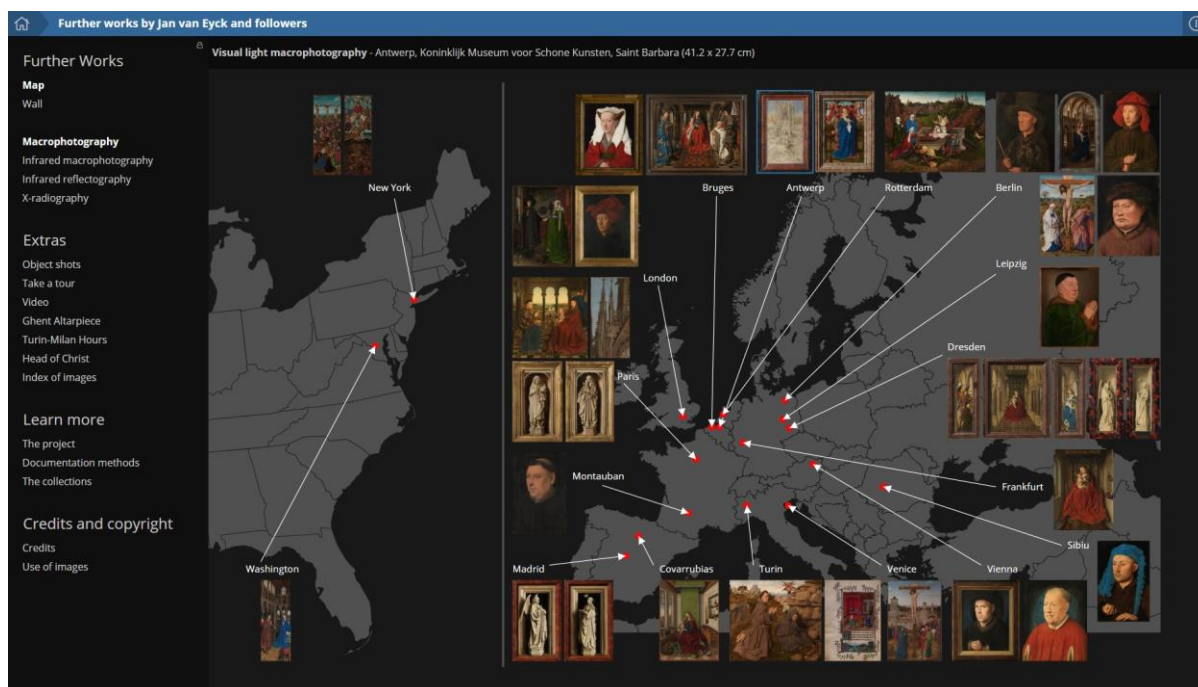 Further works by Jan van Eyck and followers
Further Works
Map
Wall
Macrophotography
Infrared macrophotography
Infrared reflectography
X-radiography
Extras
Object shots
Take a tour
Video
Ghent Altarpiece
Turin-Milan Hours
Head of Christ
Index of images
Learn more
The project
Documentation methods
The collections
Credits and copyright
Credits
Use of images
Visual light macrophotography - Antwerp, Koninklijk Museum voor Schone Kunsten, Saint Barbara (41.2 x 27.7 cm)
New York
Washington
Bruges
Antwerp
Rotterdam
Berlin
London
Leipzig
Dresden
Paris
Montauban
Frankfurt
Sibiu
Madrid
Covarrubias
Turin
Venice
Vienna